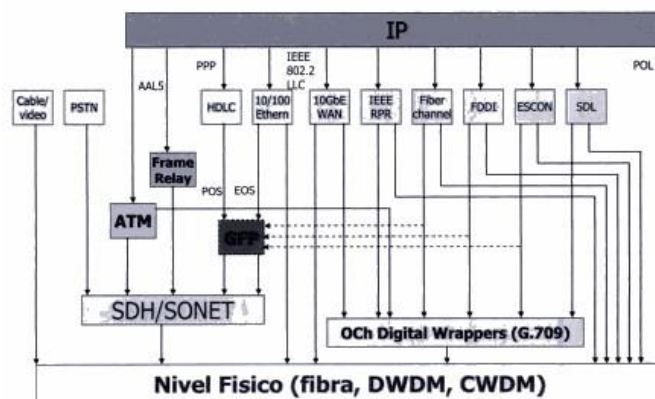 IP
PPP
IEEE
802.2
LLC
POL
AAL5
Cable/
video
PSTN
HDLC
10/100
Ethern
10GbE
WAN
IEEE
RPR
Fiber
channel
FDDI
ESCON
SDL
Frame
Relay
POS
EOS
ATM
GFP
SDH/SONET
OCh Digital Wrappers (G.709)
Nivel Fisico (fibra, DWDM, CWDM)